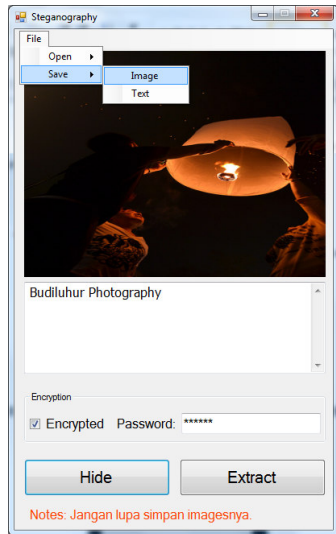 Steganography
File
Open
Save
Image
Text
Budiluhur Photography
Encryption
Encrypted Password: ******
Hide Extract
Notes: Jangan lupa simpan imagesnya.